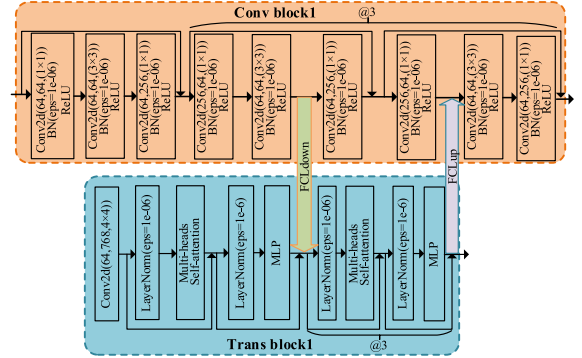 Conv block1
@3
Conv2d(64,64,(1×1))
BN(eps=1e-06)
ReLU
Conv2d(64,64,(3×3))
BN(eps=1e-06)
ReLU
Conv2d(64,256,(1×1))
BN(eps=1e-06)
ReLU
Conv2d(256,64,(1×1))
BN(eps=1e-06)
ReLU
Conv2d(64,64,(3×3))
BN(eps=1e-06)
ReLU
Conv2d(64,256,(1×1))
BN(eps=1e-06)
ReLU
Conv2d(256,64,(1×1))
BN(eps=1e-06)
ReLU
Conv2d(64,64,(3×3))
BN(eps=1e-06)
ReLU
Conv2d(64,256,(1×1))
BN(eps=1e-06)
ReLU
FCLdown
FCLup
Conv2d(64,768,4×4))
LayerNorm(eps=1e-06)
Multi-heads
Self-attention
LayerNorm(eps=1e-6)
MLP
LayerNorm(eps=1e-06)
Multi-heads
Self-attention
LayerNorm(eps=1e-6)
MLP
Trans block1
@3